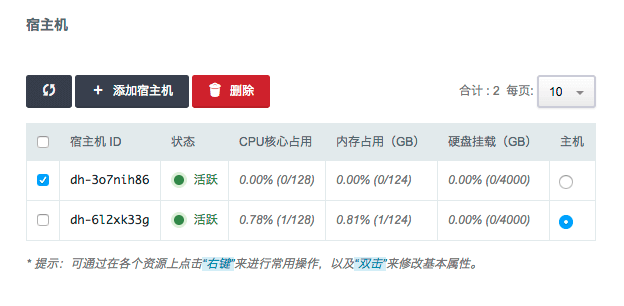 宿主机
+ 添加宿主机 删除 合计 : 2 每页: 10
宿主机 ID 状态 CPU核心占用 内存占用（GB） 硬盘挂载（GB） 主机
dh-3o7nih86 活跃 0.00% (0/128) 0.00% (0/124) 0.00% (0/4000)
dh-6l2xk33g 活跃 0.78% (1/128) 0.81% (1/124) 0.00% (0/4000)
* 提示：可通过在各个资源上点击“右键”来进行常用操作，以及“双击”来修改基本属性。